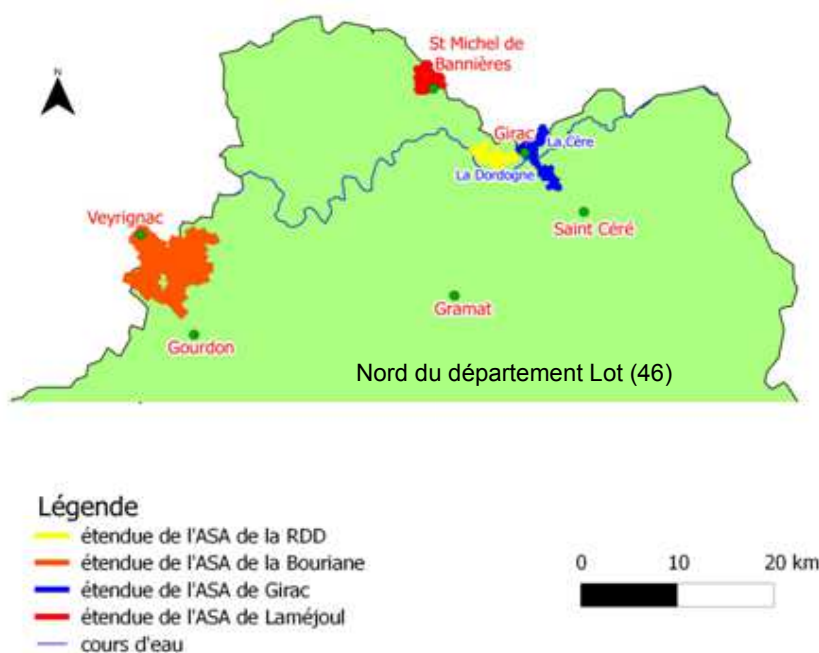 St Michel de
Bannières
N
Girac
La Cère
La Dordogne
Veyrignac
Saint Céré
Gramat
Gourdon
Nord du département Lot (46)
Légende
étendue de l'ASA de la RDD
étendue de l'ASA de la Bouriane
étendue de l'ASA de Girac
étendue de l'ASA de Laméjoul
cours d'eau
0 10 20 km